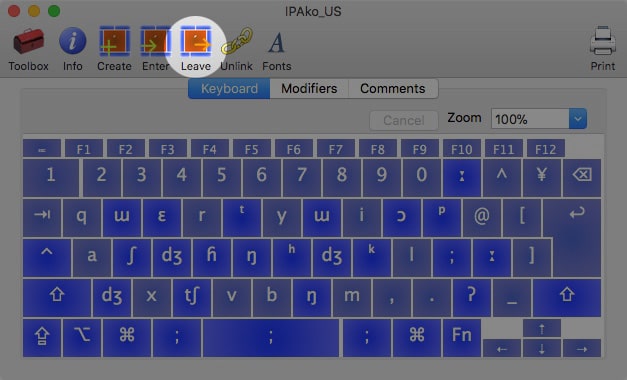 IPAko_US
Toolbox Info Create Enter Leave Unlink Fonts Print
Keyboard Modifiers Comments
Cancel Zoom 100%
F1 F2 F3 F4 F5 F6 F7 F8 F9 F10 F11 F12
1 2 3 4 5 6 7 8 9 0 ː ^ ¥ ⌫
⇥ q ɯ ɛ r ᵗ y ɯ i ɔ ᵖ @ [ ↩
⌃ a ʃ dʒ ɦ ŋ ʰ dʒ ᵏ l ; ː ]
⇧ dʒ x tʃ v b ŋ m , . ʔ _ ⇧
⇪ ⌥ ⌘ ; ; ; ⌘ Fn ← ↑ ↓ →